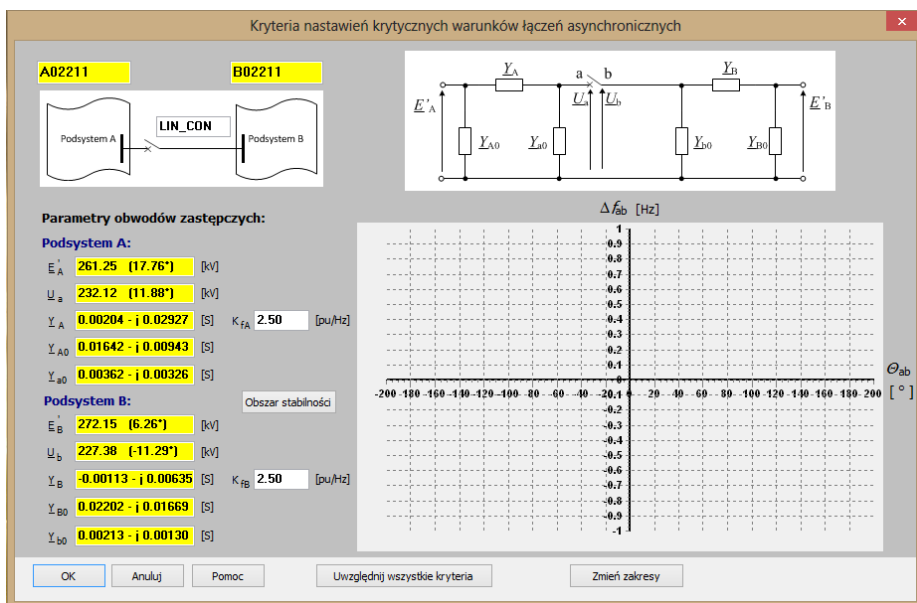 Kryteria nastawień krytycznych warunków łączeń asynchronicznych
A02211
B02211
Podsystem A
LIN_CON
Podsystem B
Y_A
a b
Y_B
E'_A
U_a
U_b
E'_B
Y_A0
Y_a0
Y_b0
Y_B0
Parametry obwodów zastępczych:
Podsystem A:
E'_A 261.25 (17.76°) [kV]
U_a 232.12 (11.88°) [kV]
Y_A 0.00204 - j 0.02927 [S] K_fA 2.50 [pu/Hz]
Y_A0 0.01642 - j 0.00943 [S]
Y_a0 0.00362 - j 0.00326 [S]
Podsystem B:
Obszar stabilności
E'_B 272.15 (6.26°) [kV]
U_b 227.38 (-11.29°) [kV]
Y_B -0.00113 - j 0.00635 [S] K_fB 2.50 [pu/Hz]
Y_B0 0.02202 - j 0.01669 [S]
Y_b0 0.00213 - j 0.00130 [S]
Δf_ab [Hz]
1
0.9
0.8
0.7
0.6
0.5
0.4
0.3
0.2
0.1
-200 -180 -160 -140 -120 -100 -80 -60 -40 -20 0 20 40 60 80 100 120 140 160 180 200
Θ_ab
[ ° ]
-0.1
-0.2
-0.3
-0.4
-0.5
-0.6
-0.7
-0.8
-0.9
-1
OK Anuluj Pomoc Uwzględnij wszystkie kryteria Zmień zakresy